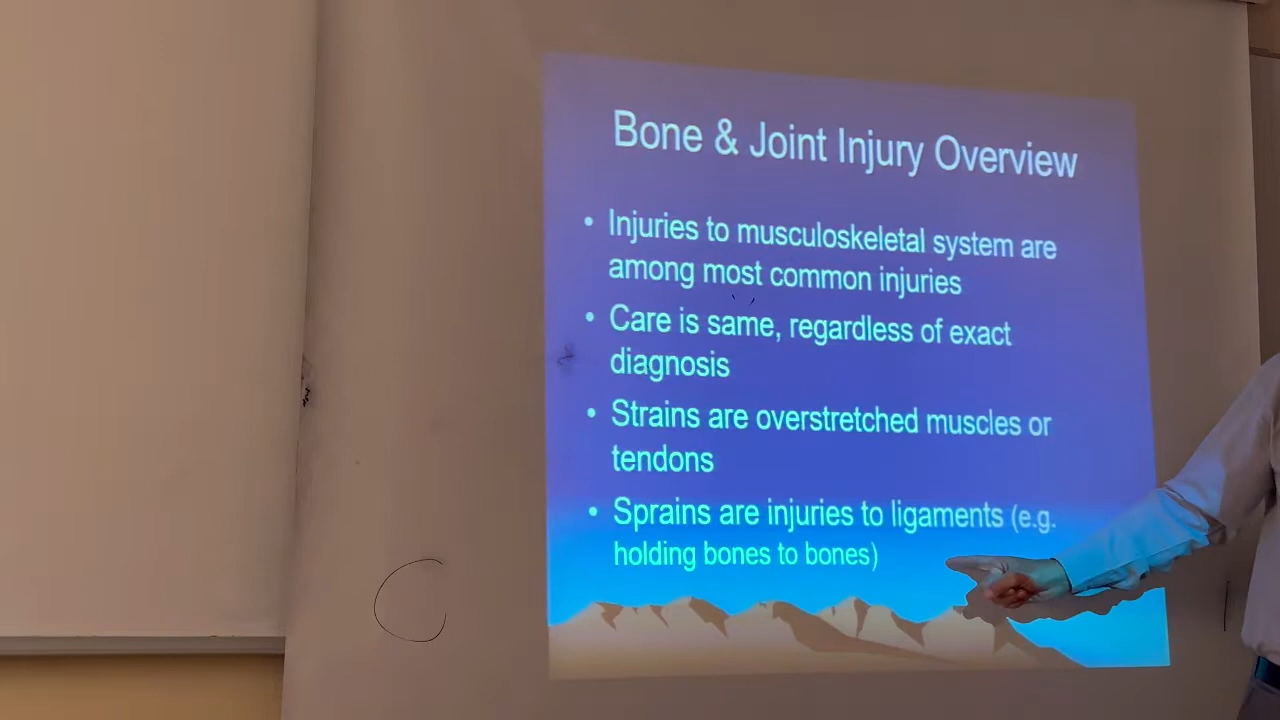 Bone & Joint Injury Overview
• Injuries to musculoskeletal system are
among most common injuries
• Care is same, regardless of exact
diagnosis
• Strains are overstretched muscles or
tendons
• Sprains are injuries to ligaments (e.g.
holding bones to bones)